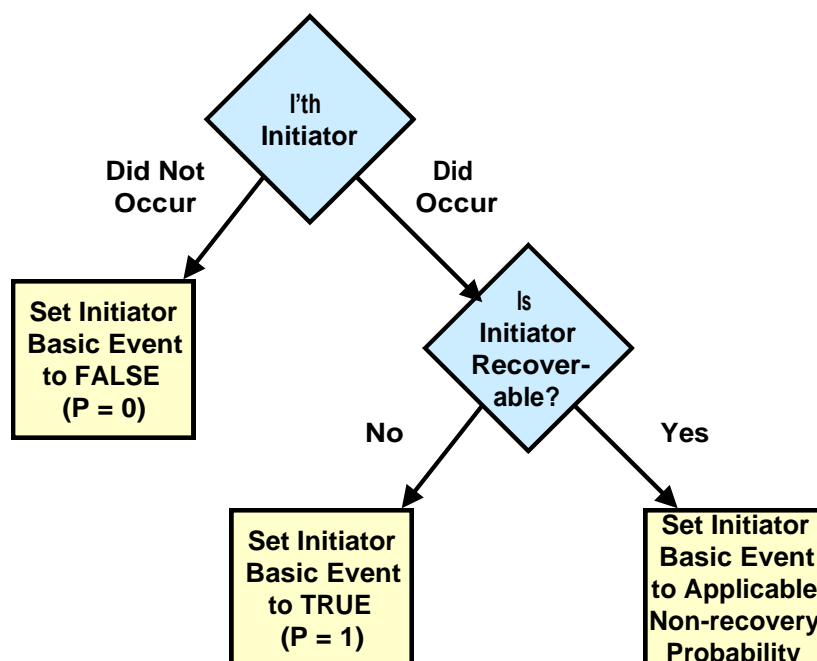 I'th
Initiator
Did Not
Occur
Did
Occur
Set Initiator
Basic Event
to FALSE
(P = 0)
Is
Initiator
Recover-
able?
No
Yes
Set Initiator
Basic Event
to TRUE
(P = 1)
Set Initiator
Basic Event
to Applicable
Non-recovery
Probability